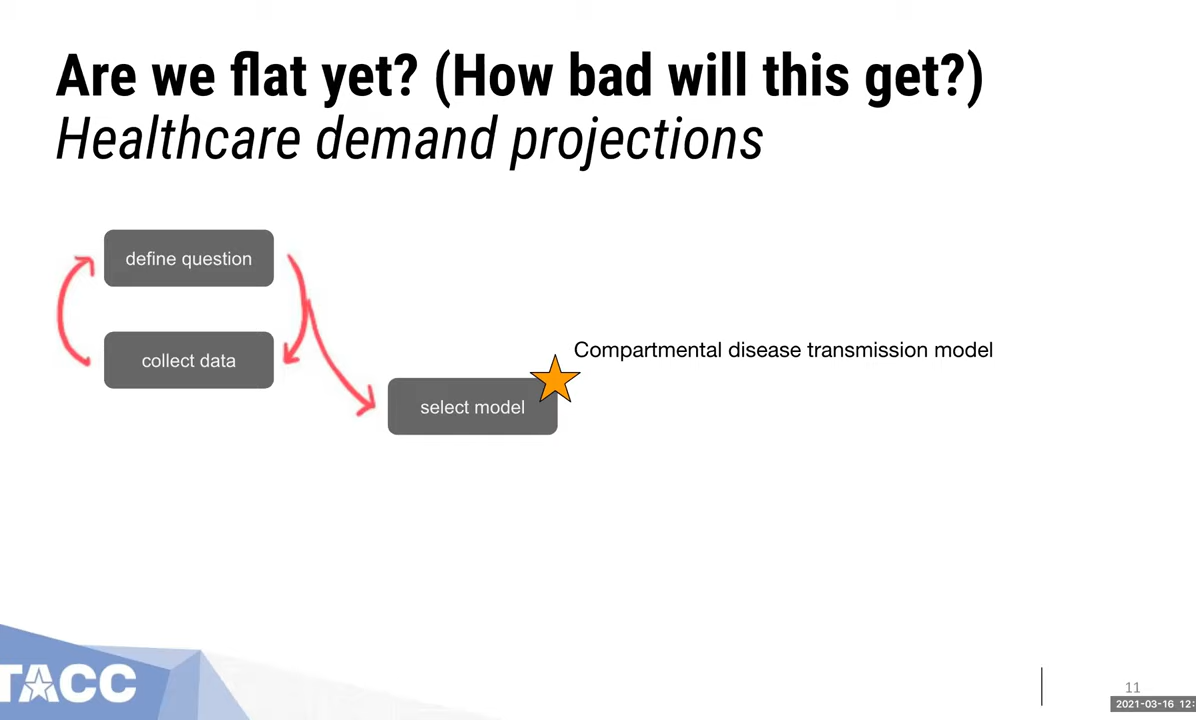 Are we flat yet? (How bad will this get?)
Healthcare demand projections
define question
collect data
Compartmental disease transmission model
select model
TACC
11
2021-03-16 12: